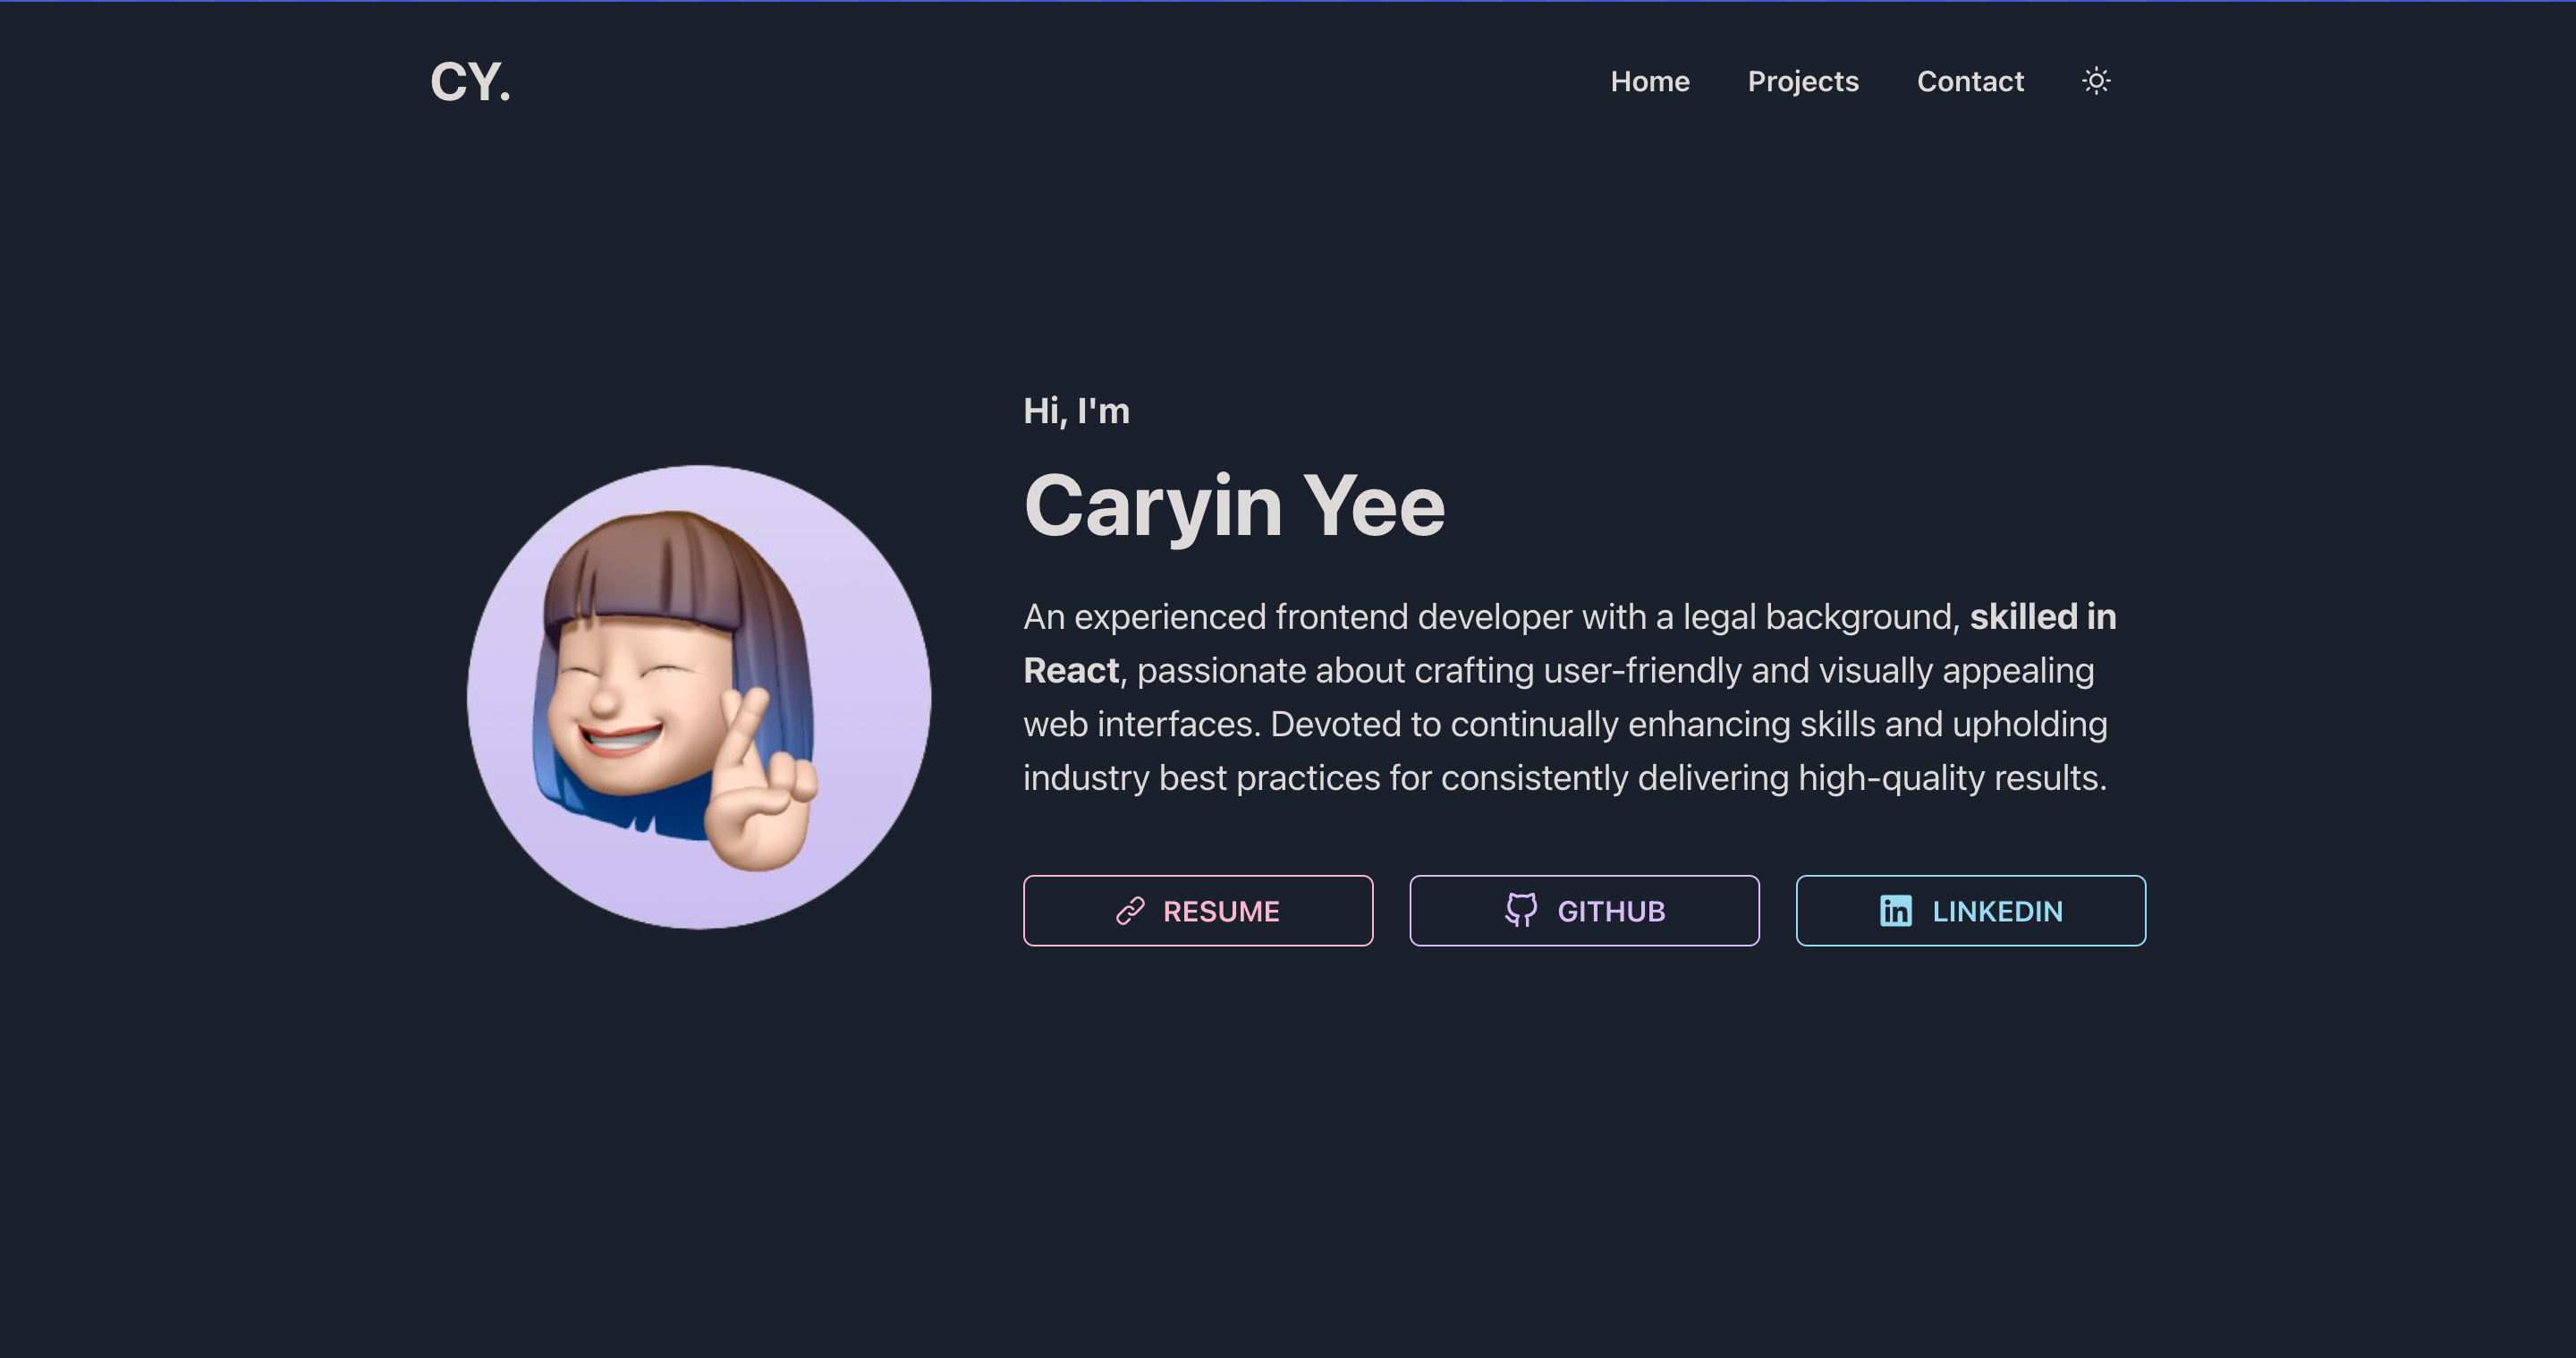 CY.
Home
Projects
Contact
Hi, I'm
Caryin Yee
An experienced frontend developer with a legal background, skilled in
React, passionate about crafting user-friendly and visually appealing
web interfaces. Devoted to continually enhancing skills and upholding
industry best practices for consistently delivering high-quality results.
RESUME
GITHUB
in LINKEDIN